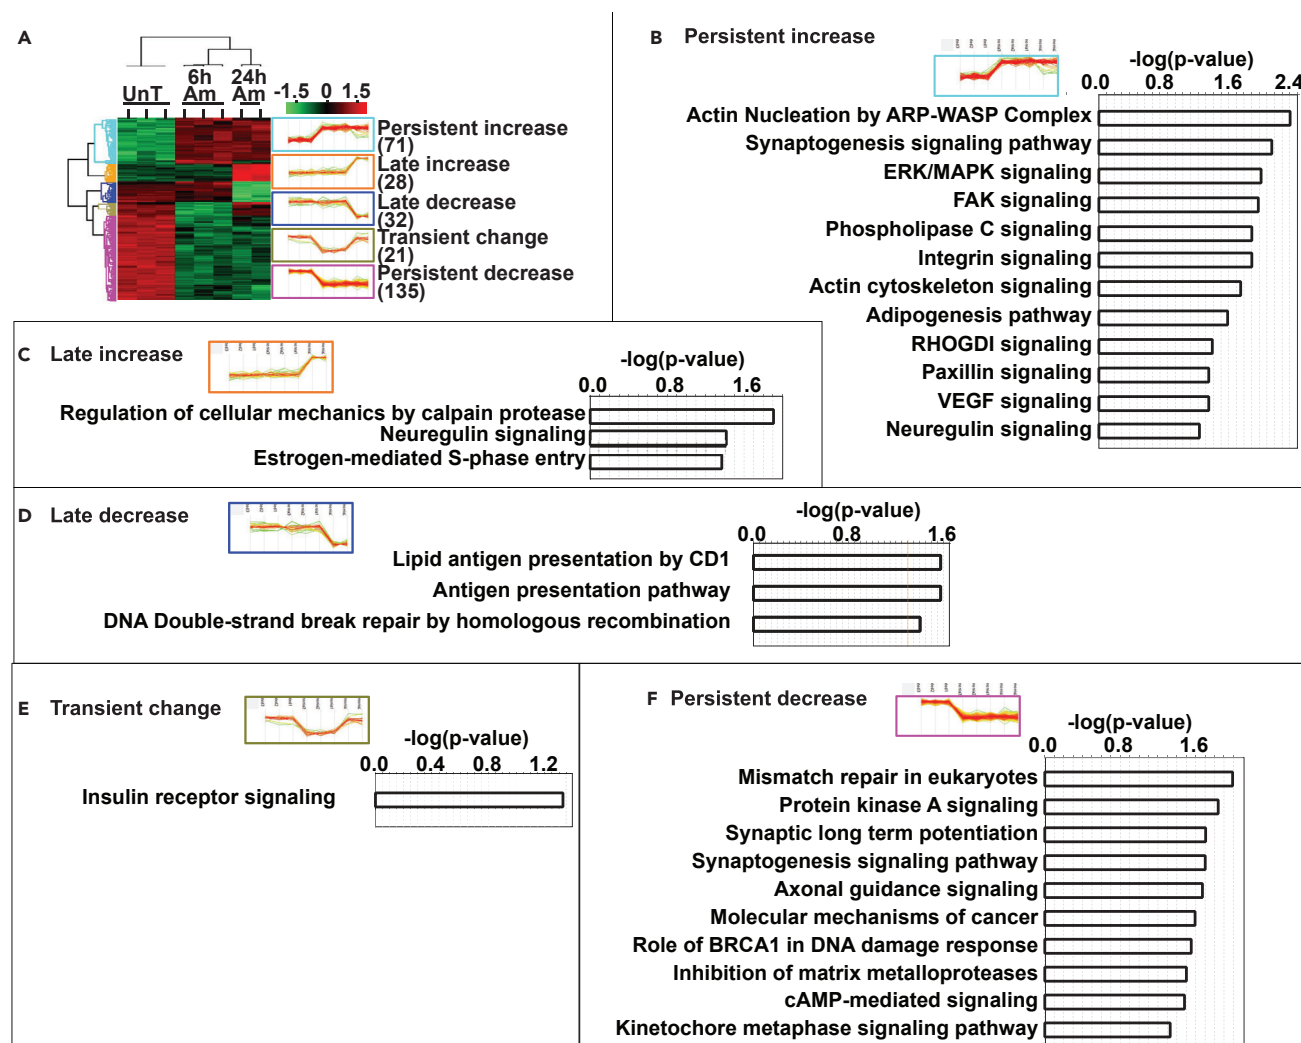 A
UnT
6h
Am
24h
Am
-1.5 0 1.5
Persistent increase
(71)
Late increase
(28)
Late decrease
(32)
Transient change
(21)
Persistent decrease
(135)
B Persistent increase
-log(p-value)
0.0 0.8 1.6 2.4
Actin Nucleation by ARP-WASP Complex
Synaptogenesis signaling pathway
ERK/MAPK signaling
FAK signaling
Phospholipase C signaling
Integrin signaling
Actin cytoskeleton signaling
Adipogenesis pathway
RHOGDI signaling
Paxillin signaling
VEGF signaling
Neuregulin signaling
C Late increase
-log(p-value)
0.0 0.8 1.6
Regulation of cellular mechanics by calpain protease
Neuregulin signaling
Estrogen-mediated S-phase entry
D Late decrease
-log(p-value)
0.0 0.8 1.6
Lipid antigen presentation by CD1
Antigen presentation pathway
DNA Double-strand break repair by homologous recombination
E Transient change
-log(p-value)
0.0 0.4 0.8 1.2
Insulin receptor signaling
F Persistent decrease
-log(p-value)
0.0 0.8 1.6
Mismatch repair in eukaryotes
Protein kinase A signaling
Synaptic long term potentiation
Synaptogenesis signaling pathway
Axonal guidance signaling
Molecular mechanisms of cancer
Role of BRCA1 in DNA damage response
Inhibition of matrix metalloproteases
cAMP-mediated signaling
Kinetochore metaphase signaling pathway